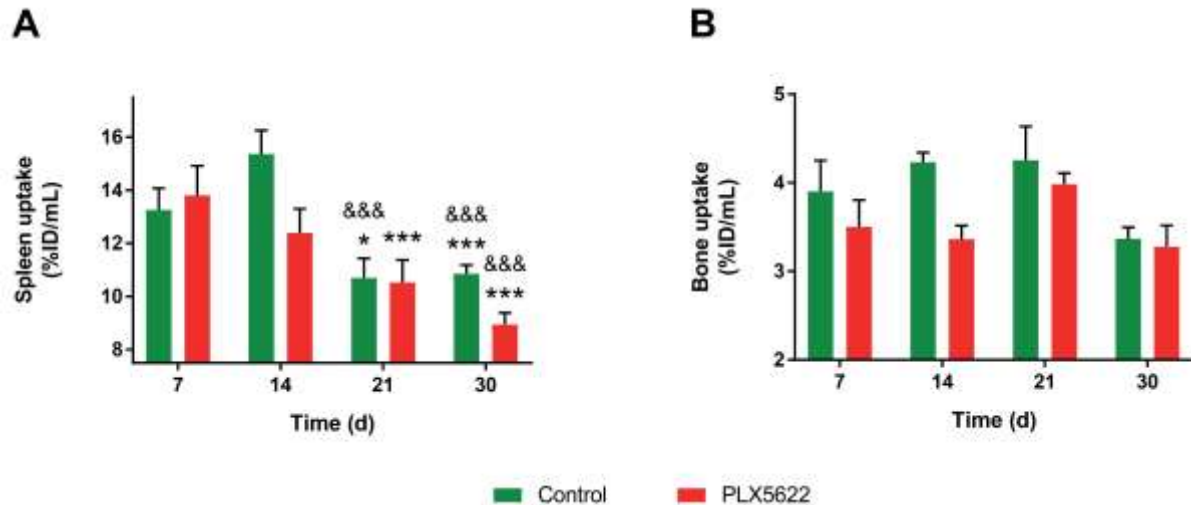 A
Spleen uptake
(%ID/mL)
16
14
12
10
8
&&&
*
***
&&&
***
&&&
***
7 14 21 30
Time (d)
B
Bone uptake
(%ID/mL)
5
4
3
2
7 14 21 30
Time (d)
Control PLX5622